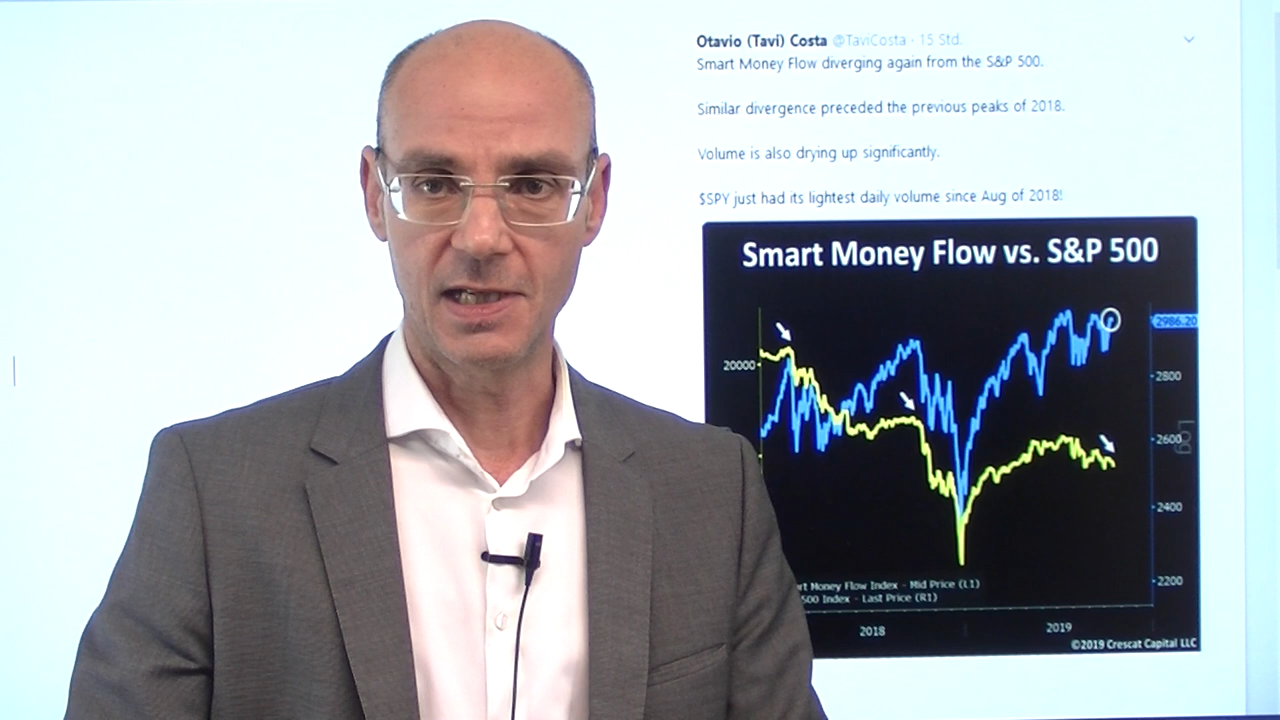 Otavio (Tavi) Costa @TaviCosta · 15 Std.
Smart Money Flow diverging again from the S&P 500.
Similar divergence preceded the previous peaks of 2018.
Volume is also drying up significantly.
$SPY just had its lightest daily volume since Aug of 2018!
Smart Money Flow vs. S&P 500
2986.20
20000
2800
2600
Log
2400
2200
rt Money Flow Index - Mid Price (L1)
500 Index - Last Price (R1)
2018
2019
©2019 Crescat Capital LLC